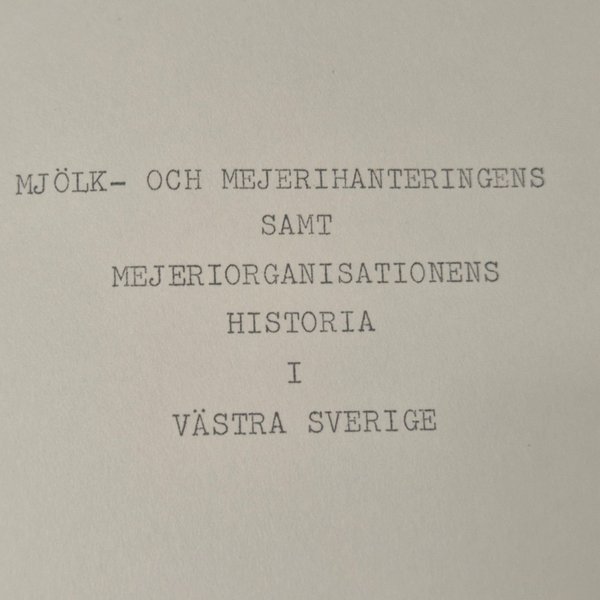 MJÖLK- OCH MEJERIHANTERINGENS
SAMT
MEJERIORGANISATIONENS
HISTORIA
I
VÄSTRA SVERIGE